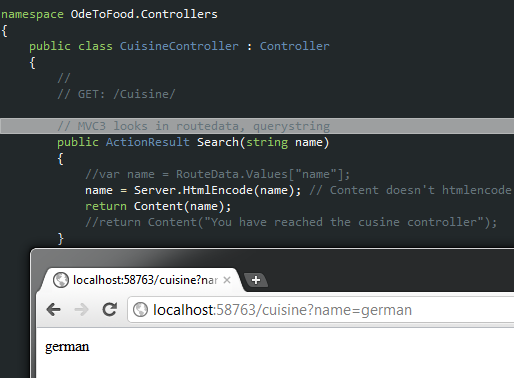 namespace OdeToFood.Controllers
{
public class CuisineController : Controller
{
//
// GET: /Cuisine/
// MVC3 looks in routedata, querystring
public ActionResult Search(string name)
{
//var name = RouteData.Values["name"];
name = Server.HtmlEncode(name); // Content doesn't htmlencode
return Content(name);
//return Content("You have reached the cusine controller");
}
localhost:58763/cuisine?nar
localhost:58763/cuisine?name=german
german